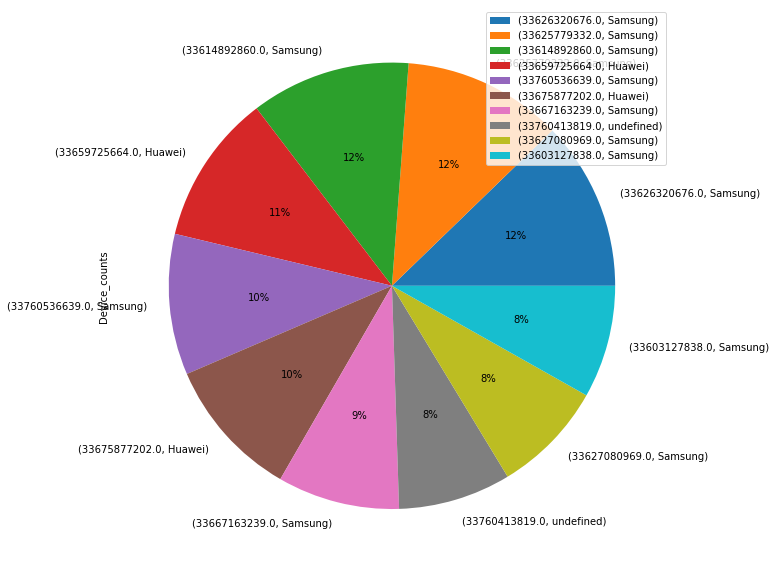 (33626320676.0, Samsung)
(33625779332.0, Samsung)
(33614892860.0, Samsung)
(33659725664.0, Huawei)
(33760536639.0, Samsung)
(33675877202.0, Huawei)
(33667163239.0, Samsung)
(33760413819.0, undefined)
(33627080969.0, Samsung)
(33603127838.0, Samsung)
(33614892860.0, Samsung)
(33659725664.0, Huawei)
12%
12%
12%
(33626320676.0, Samsung)
11%
12%
Device_counts
(33760536639.0, Samsung)
10%
8%
(33603127838.0, Samsung)
10%
8%
9%
8%
(33675877202.0, Huawei)
(33627080969.0, Samsung)
(33667163239.0, Samsung)
(33760413819.0, undefined)